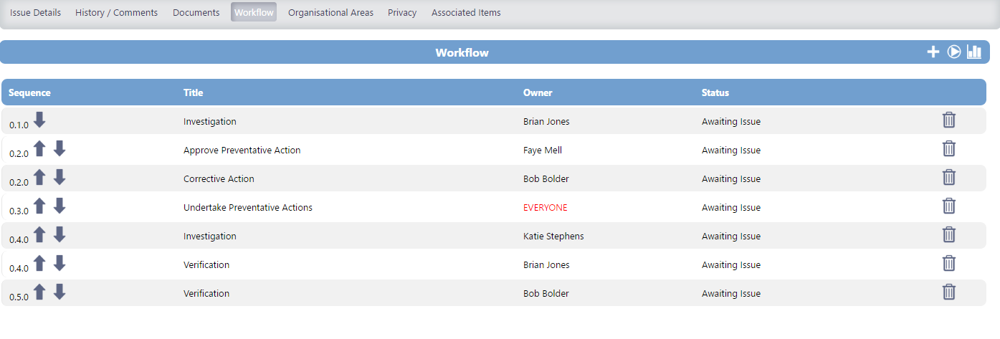 Issue Details History / Comments Documents Workflow Organisational Areas Privacy Associated Items
Workflow
Sequence Title Owner Status
0.1.0 Investigation Brian Jones Awaiting Issue
0.2.0 Approve Preventative Action Faye Mell Awaiting Issue
0.2.0 Corrective Action Bob Bolder Awaiting Issue
0.3.0 Undertake Preventative Actions EVERYONE Awaiting Issue
0.4.0 Investigation Katie Stephens Awaiting Issue
0.4.0 Verification Brian Jones Awaiting Issue
0.5.0 Verification Bob Bolder Awaiting Issue